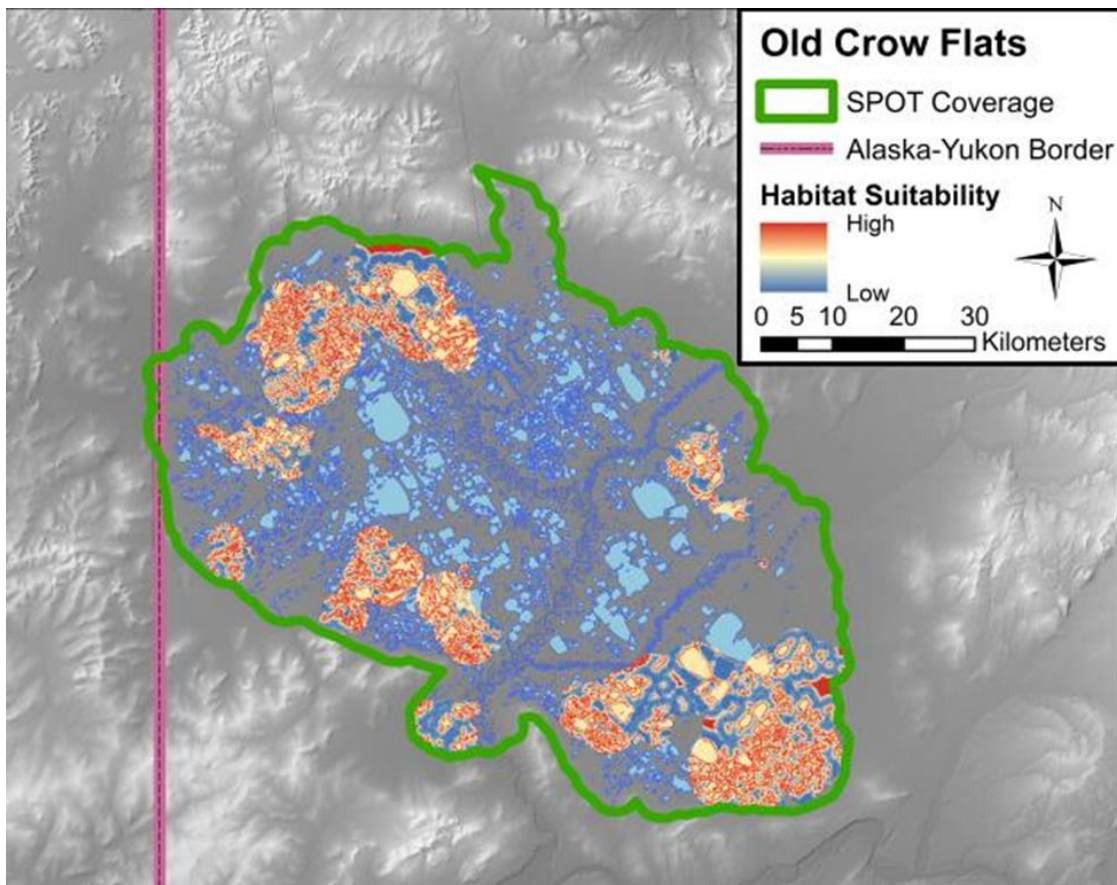 Old Crow Flats
SPOT Coverage
Alaska-Yukon Border
Habitat Suitability
High
Low
N
0 5 10 20 30
Kilometers